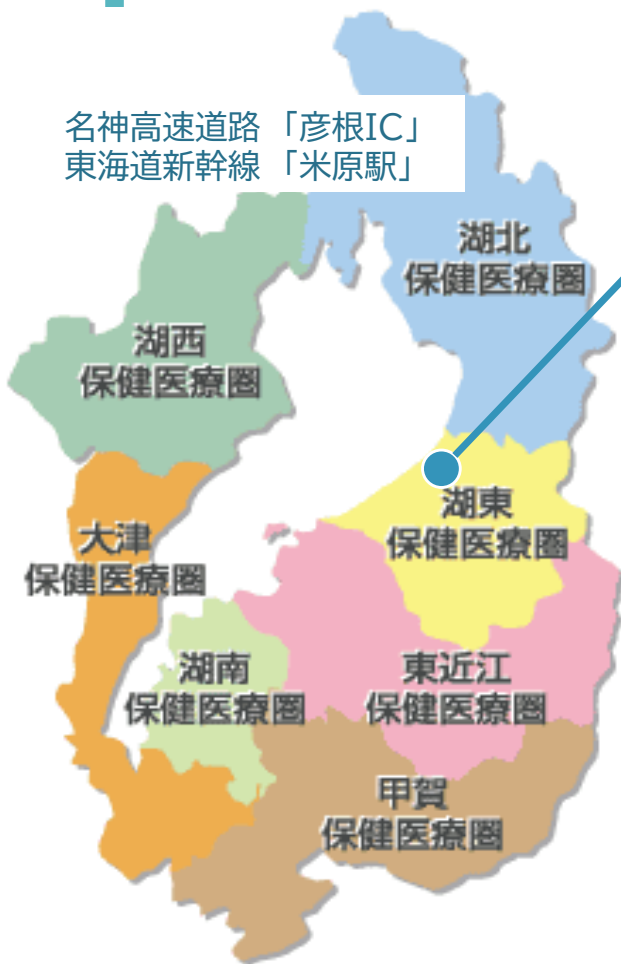 名神高速道路 「彦根IC」
東海道新幹線 「米原駅」
湖北
保健医療圏
湖西
保健医療圏
湖東
保健医療圏
大津
保健医療圏
湖南
保健医療圏
東近江
保健医療圏
甲賀
保健医療圏